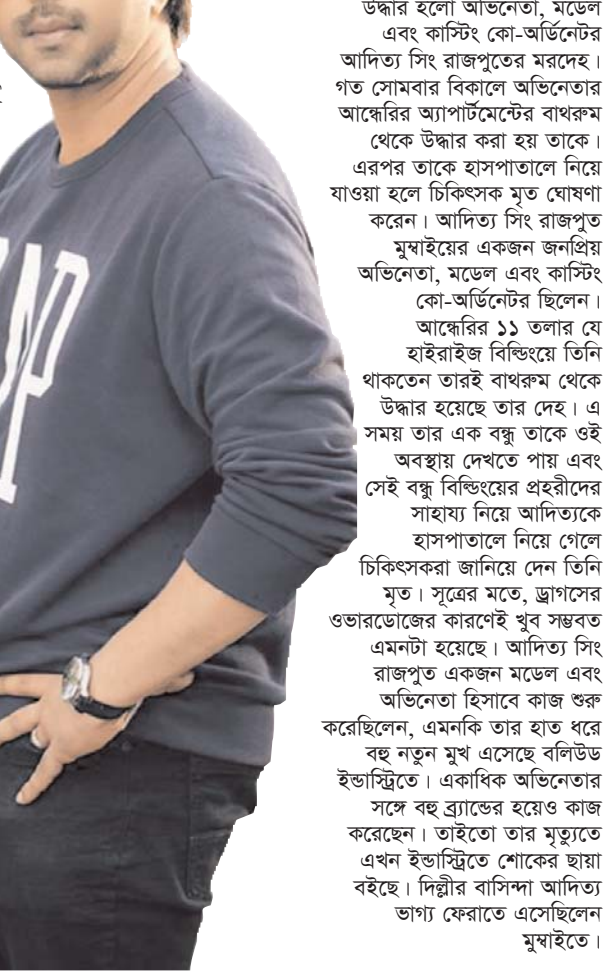 উদ্ধার হলো অভিনেতা, মডেল
এবং কাস্টিং কো-অর্ডিনেটর
আদিত্য সিং রাজপুতের মরদেহ।
গত সোমবার বিকালে অভিনেতার
আন্ধেরির অ্যাপার্টমেন্টের বাথরুম
থেকে উদ্ধার করা হয় তাকে।
এরপর তাকে হাসপাতালে নিয়ে
যাওয়া হলে চিকিৎসক মৃত ঘোষণা
করেন। আদিত্য সিং রাজপুত
মুম্বাইয়ের একজন জনপ্রিয়
অভিনেতা, মডেল এবং কাস্টিং
কো-অর্ডিনেটর ছিলেন।
আন্ধেরির ১১ তলার যে
হাইরাইজ বিল্ডিংয়ে তিনি
থাকতেন তারই বাথরুম থেকে
উদ্ধার হয়েছে তার দেহ। এ
সময় তার এক বন্ধু তাকে ওই
অবস্থায় দেখতে পায় এবং
সেই বন্ধু বিল্ডিংয়ের প্রহরীদের
সাহায্য নিয়ে আদিত্যকে
হাসপাতালে নিয়ে গেলে
চিকিৎসকরা জানিয়ে দেন তিনি
মৃত। সূত্রের মতে, ড্রাগসের
ওভারডোজের কারণেই খুব সম্ভবত
এমনটা হয়েছে। আদিত্য সিং
রাজপুত একজন মডেল এবং
অভিনেতা হিসাবে কাজ শুরু
করেছিলেন, এমনকি তার হাত ধরে
বহু নতুন মুখ এসেছে বলিউড
ইন্ডাস্ট্রিতে। একাধিক অভিনেতার
সঙ্গে বহু ব্র্যান্ডের হয়েও কাজ
করেছেন। তাইতো তার মৃত্যুতে
এখন ইন্ডাস্ট্রিতে শোকের ছায়া
বইছে। দিল্লীর বাসিন্দা আদিত্য
ভাগ্য ফেরাতে এসেছিলেন
মুম্বাইতে।